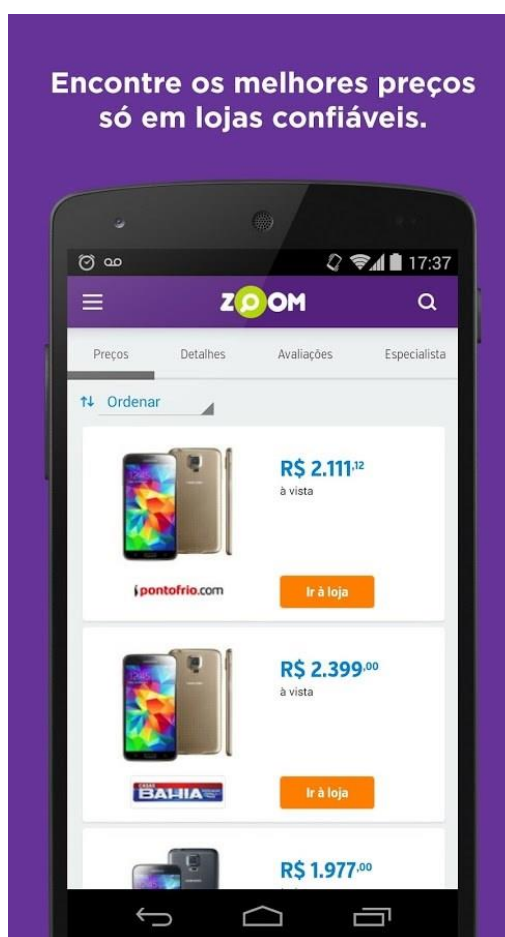 Encontre os melhores preços
só em lojas confiáveis.
17:37
ZOOM
Preços Detalhes Avaliações Especialista
Ordenar
R$ 2.111,12
à vista
pontofrio.com
Ir à loja
R$ 2.399,00
à vista
CASAS
BAHIA
Ir à loja
R$ 1.977,00